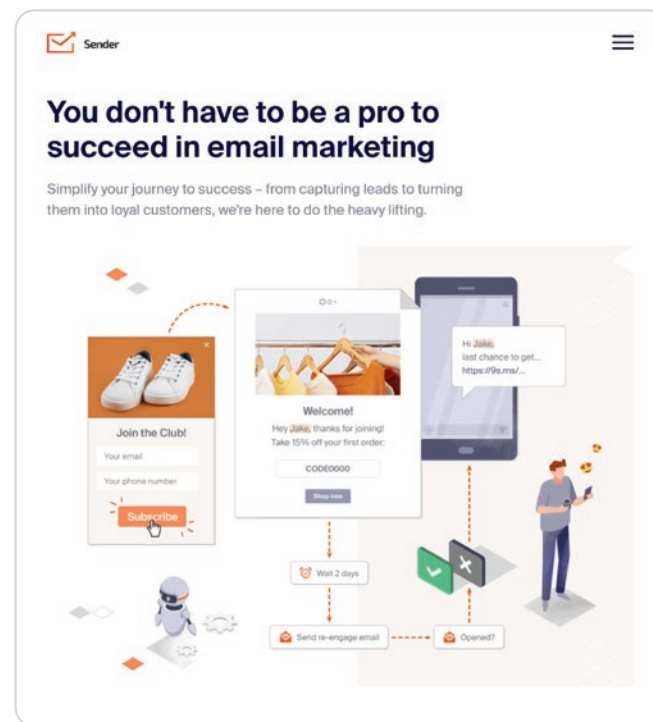 Sender
You don't have to be a pro to
succeed in email marketing
Simplify your journey to success – from capturing leads to turning
them into loyal customers, we're here to do the heavy lifting.
Join the Club!
Your email
Your phone number
Subscribe
Welcome!
Hey Jake, thanks for joining!
Take 15% off your first order:
CODE0000
Shop now
Hi Jake,
last chance to get...
https://9s.ms/...
Wait 2 days
Send re-engage email
Opened?